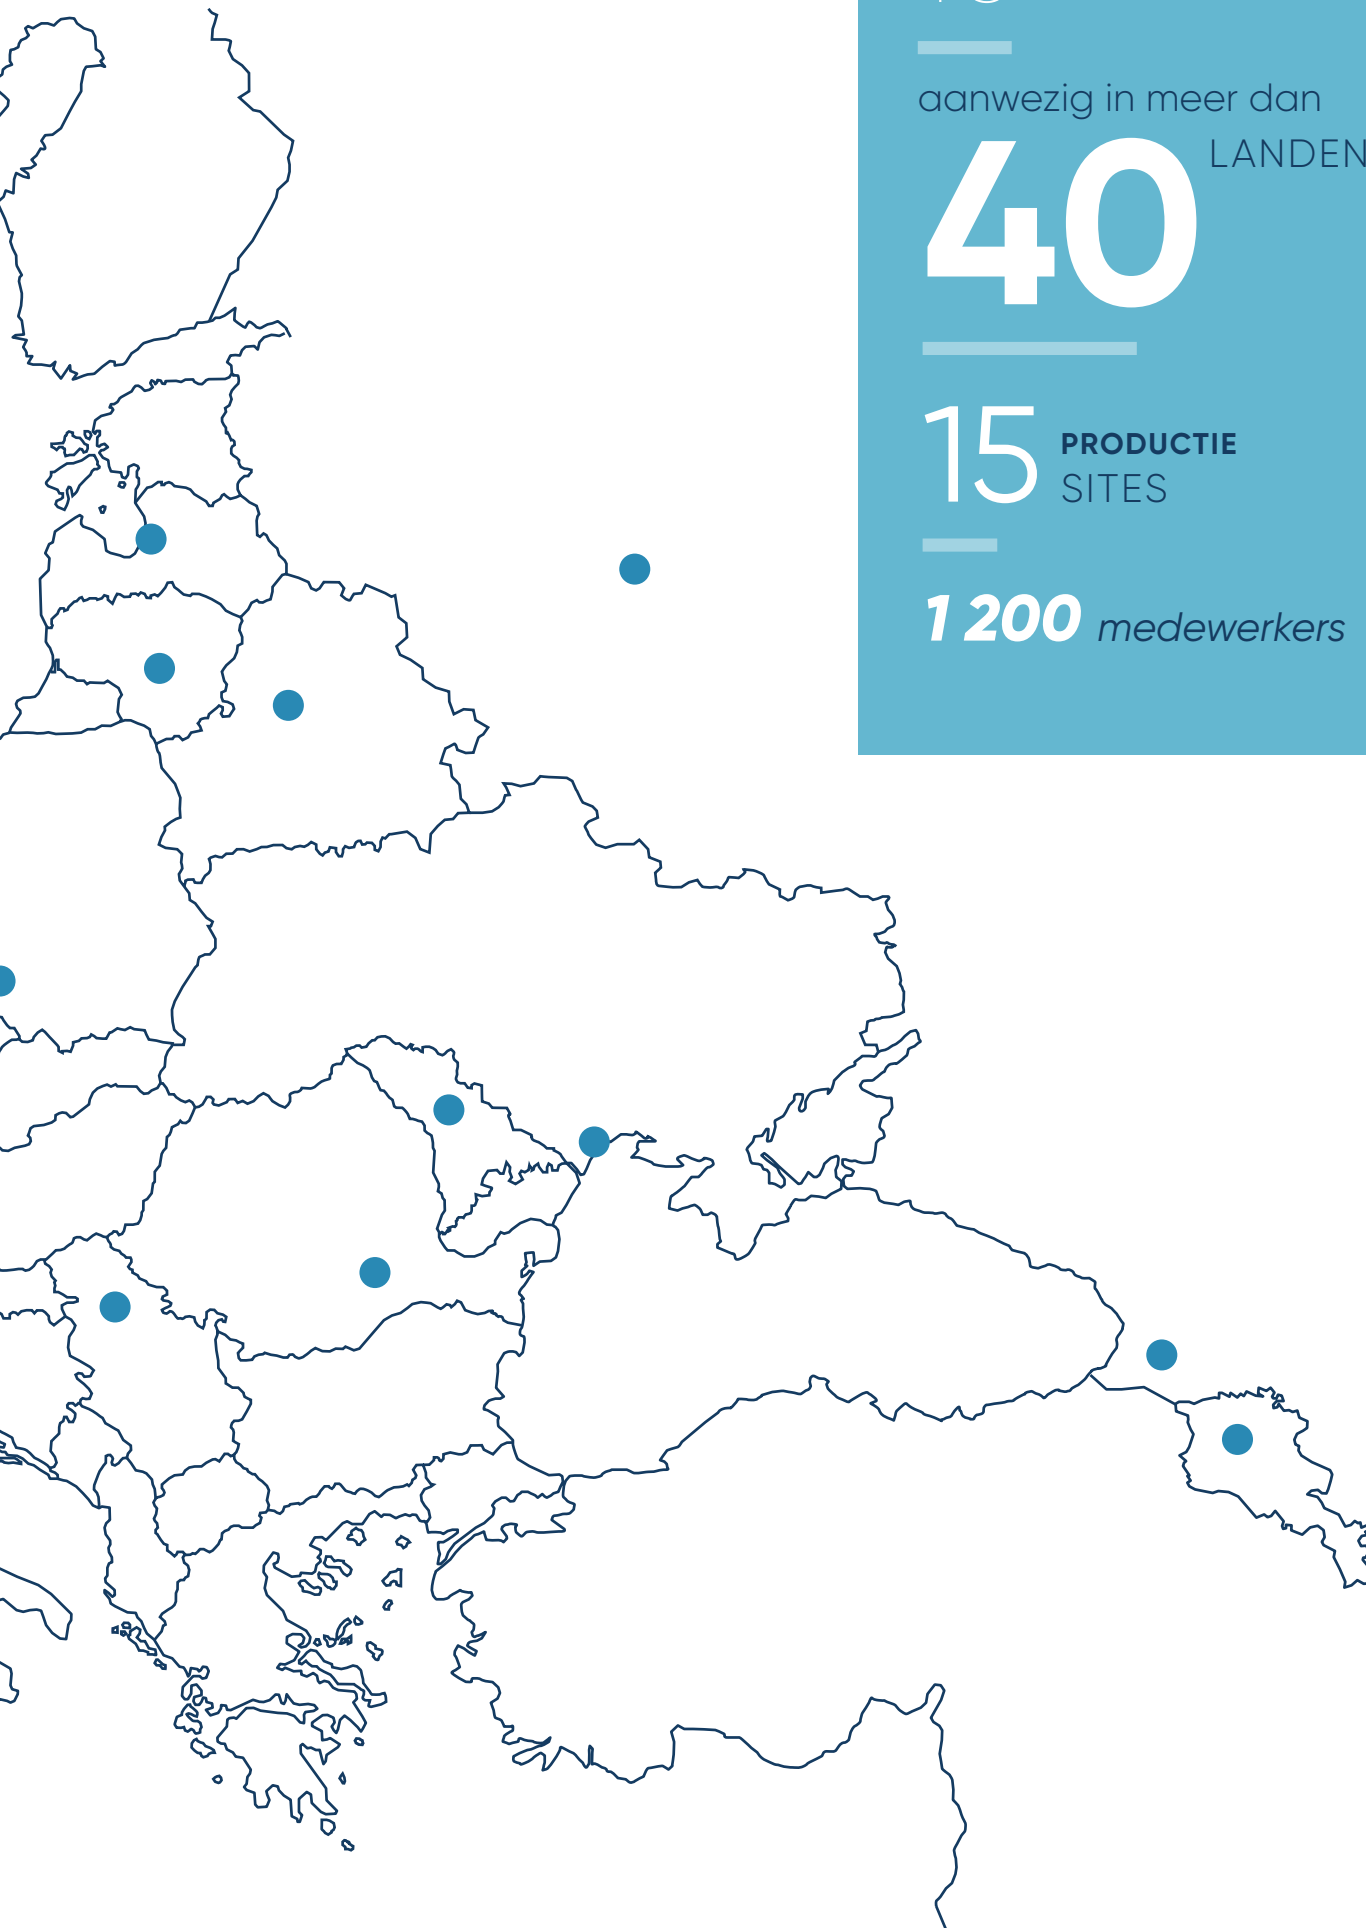 aanwezig in meer dan
40 LANDEN
15 PRODUCTIE
SITES
1 200 medewerkers